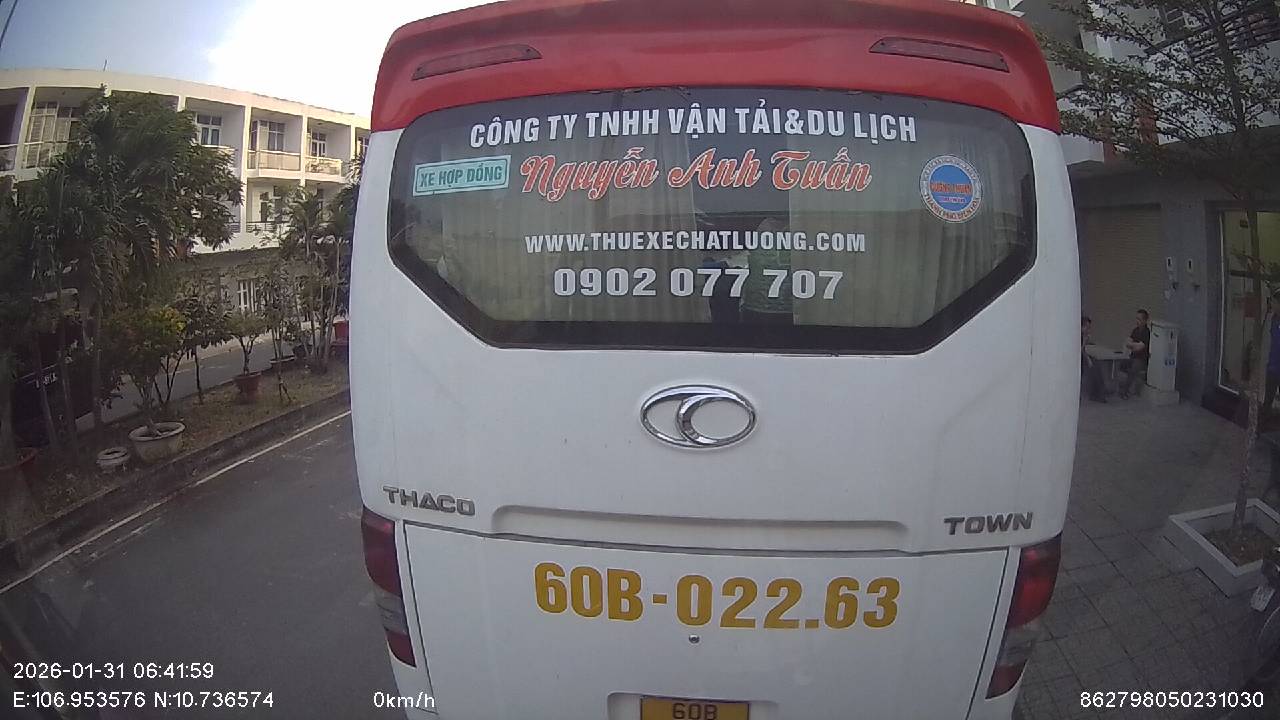 CÔNG TY TNHH VẬN TẢI&DU LỊCH
XE HỢP ĐỒNG
Nguyễn Anh Tuấn
WWW.THUEXECHATLUONG.COM
0902 077 707
THACO
TOWN
60B-022.63
60B
2026-01-31 06:41:59
E:106.953576 N:10.736574
0km/h
862798050231030